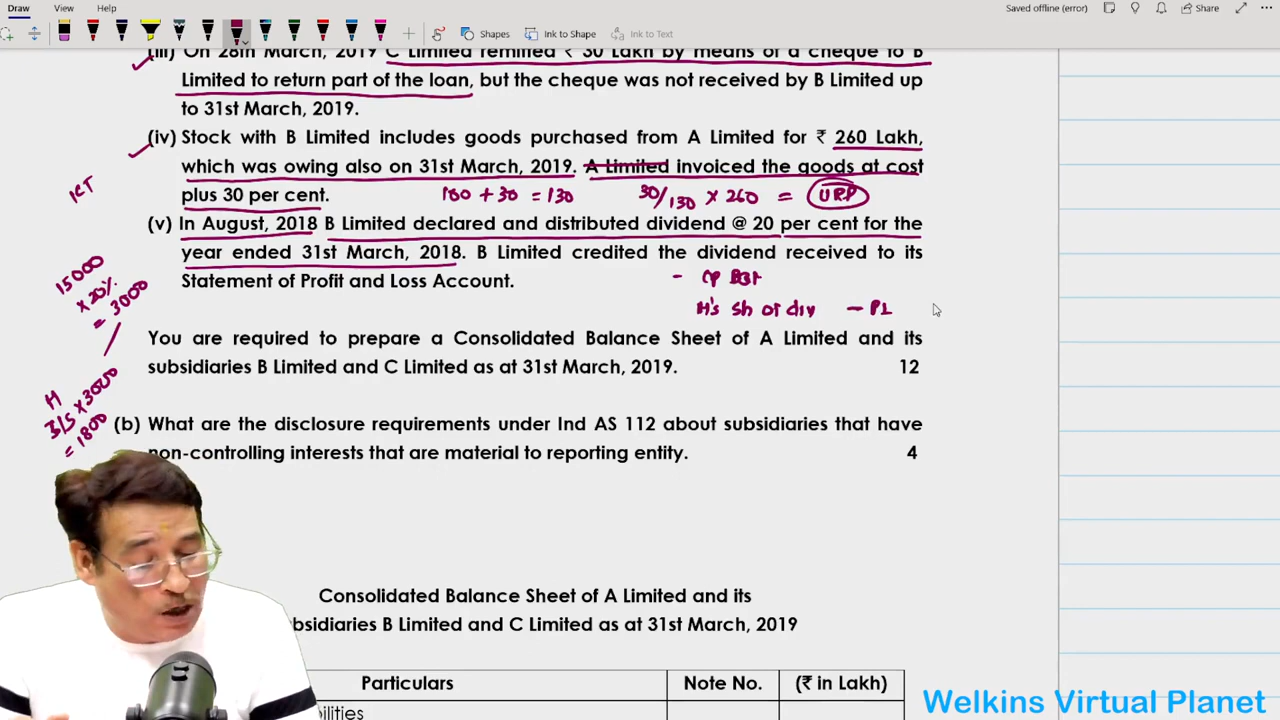 Draw View Help Saved offline (error) Share
Shapes Ink to Shape Ink to Text
(iii) On 28th March, 2019 C Limited remitted ₹ 30 Lakh by means of a cheque to B
Limited to return part of the loan, but the cheque was not received by B Limited up
to 31st March, 2019.
(iv) Stock with B Limited includes goods purchased from A Limited for ₹ 260 Lakh,
which was owing also on 31st March, 2019. A Limited invoiced the goods at cost
plus 30 per cent. 100 + 30 = 130 30/130 × 260 = URP
(v) In August, 2018 B Limited declared and distributed dividend @ 20 per cent for the
year ended 31st March, 2018. B Limited credited the dividend received to its
Statement of Profit and Loss Account.
H's sh of div — PL
15000
× 20%
= 3000
You are required to prepare a Consolidated Balance Sheet of A Limited and its
subsidiaries B Limited and C Limited as at 31st March, 2019. 12
H
3/5 × 3000
= 1800
(b) What are the disclosure requirements under Ind AS 112 about subsidiaries that have
non-controlling interests that are material to reporting entity. 4
Consolidated Balance Sheet of A Limited and its
bsidiaries B Limited and C Limited as at 31st March, 2019
Particulars Note No. (₹ in Lakh)
bilities
Welkins Virtual Planet